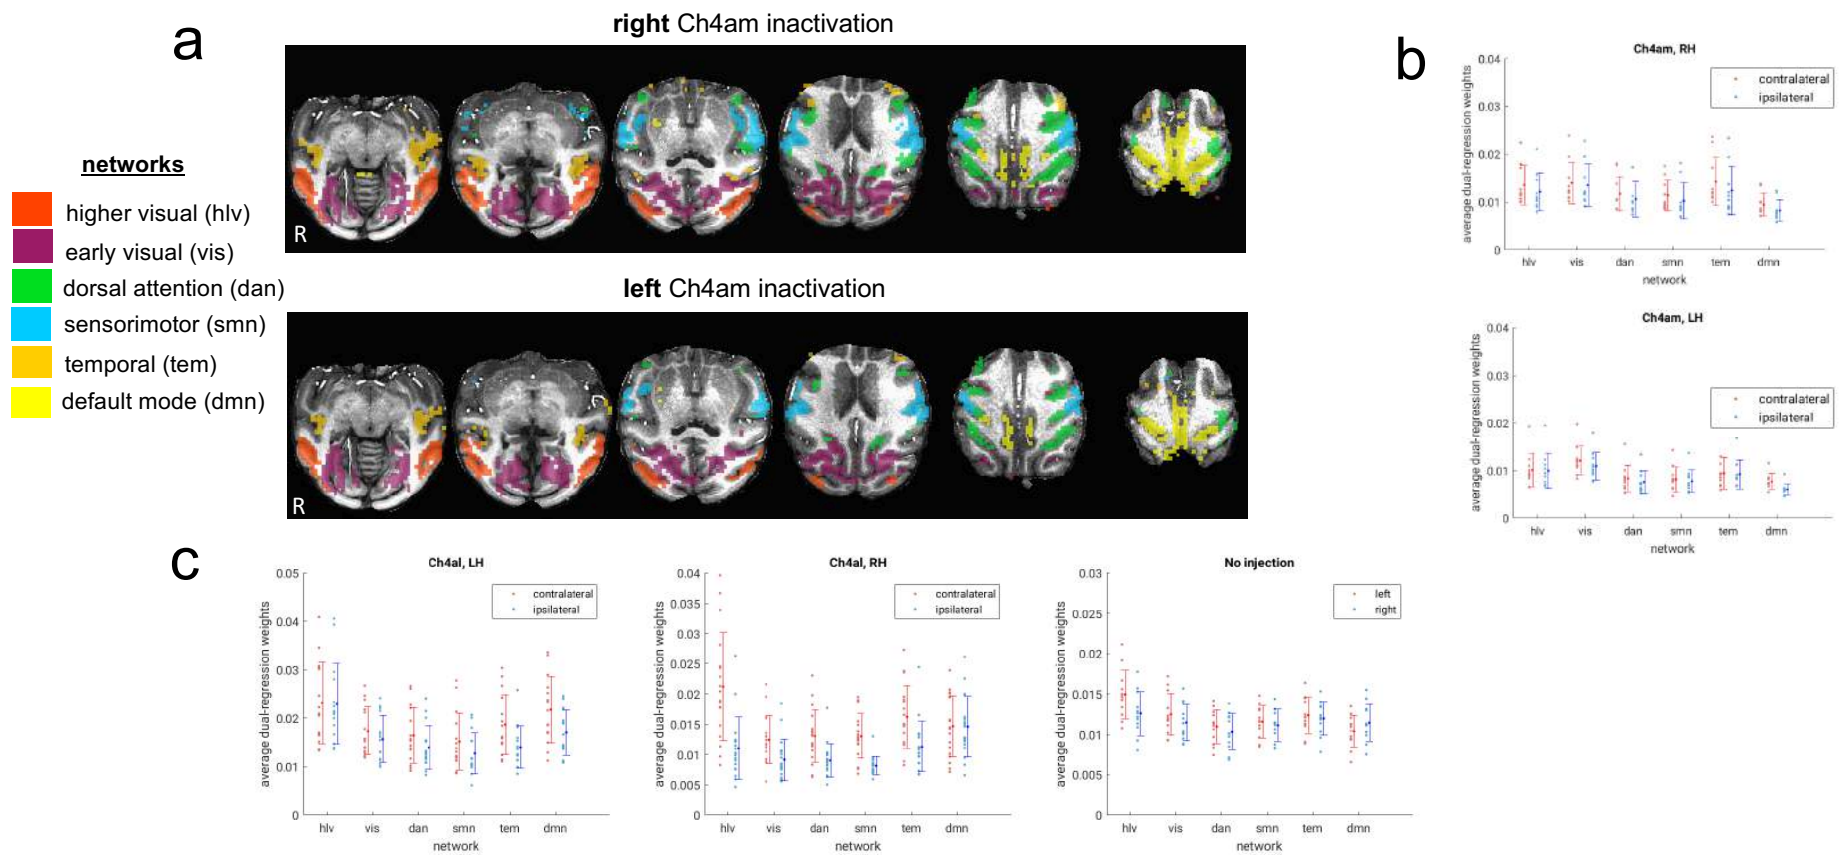 a
right Ch4am inactivation
R
networks
higher visual (hlv)
early visual (vis)
dorsal attention (dan)
sensorimotor (smn)
temporal (tem)
default mode (dmn)
left Ch4am inactivation
R
b
Ch4am, RH
average dual-regression weights
0.04
0.03
0.02
0.01
0
contralateral
ipsilateral
hlv vis dan smn tem dmn
network
Ch4am, LH
average dual-regression weights
0.04
0.03
0.02
0.01
0
contralateral
ipsilateral
hlv vis dan smn tem dmn
network
c
Ch4al, LH
average dual-regression weights
0.05
0.04
0.03
0.02
0.01
0
contralateral
ipsilateral
hlv vis dan smn tem dmn
network
Ch4al, RH
average dual-regression weights
0.04
0.035
0.03
0.025
0.02
0.015
0.01
0.005
0
contralateral
ipsilateral
hlv vis dan smn tem dmn
network
No injection
average dual-regression weights
0.03
0.025
0.02
0.015
0.01
0.005
0
left
right
hlv vis dan smn tem dmn
network